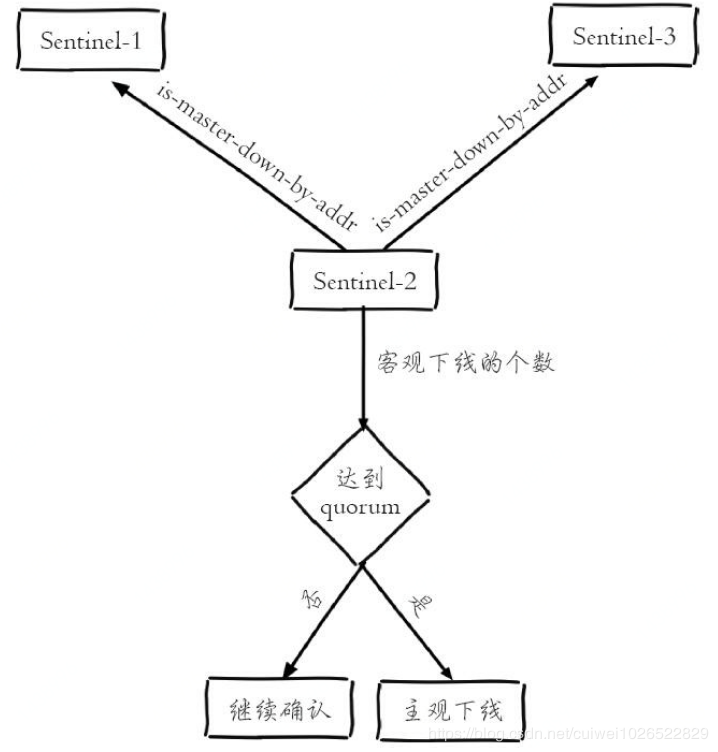 Sentinel-1
Sentinel-3
is-master-down-by-addr
is-master-down-by-addr
Sentinel-2
客观下线的个数
达到
quorum
否
是
继续确认
主观下线
https://blog.csdn.net/cuiwei1026522829